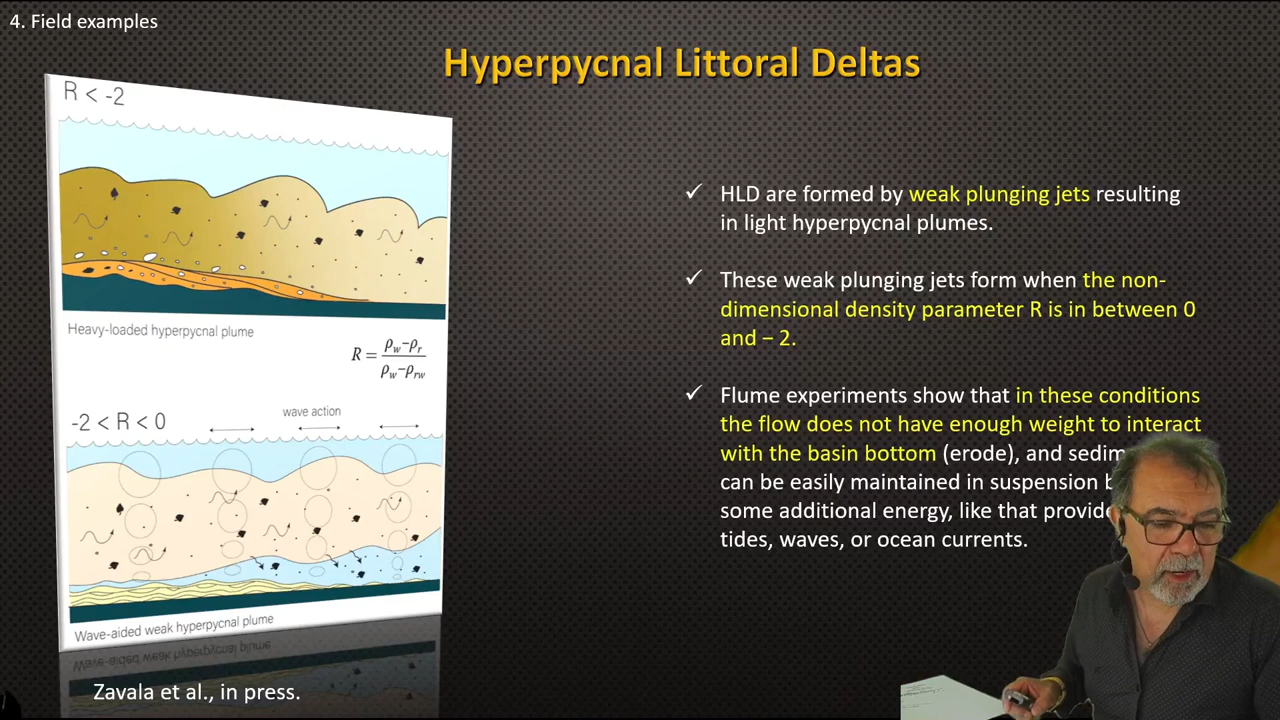 4. Field examples
Hyperpycnal Littoral Deltas
R < -2
Heavy-loaded hyperpycnal plume
R = ρw−ρr / ρw−ρrw
-2 < R < 0
wave action
Wave-aided weak hyperpycnal plume
Zavala et al., in press.
✓ HLD are formed by weak plunging jets resulting
in light hyperpycnal plumes.
✓ These weak plunging jets form when the non-
dimensional density parameter R is in between 0
and – 2.
✓ Flume experiments show that in these conditions
the flow does not have enough weight to interact
with the basin bottom (erode), and
can be easily maintained in suspension
some additional energy, like that
tides, waves, or ocean currents.